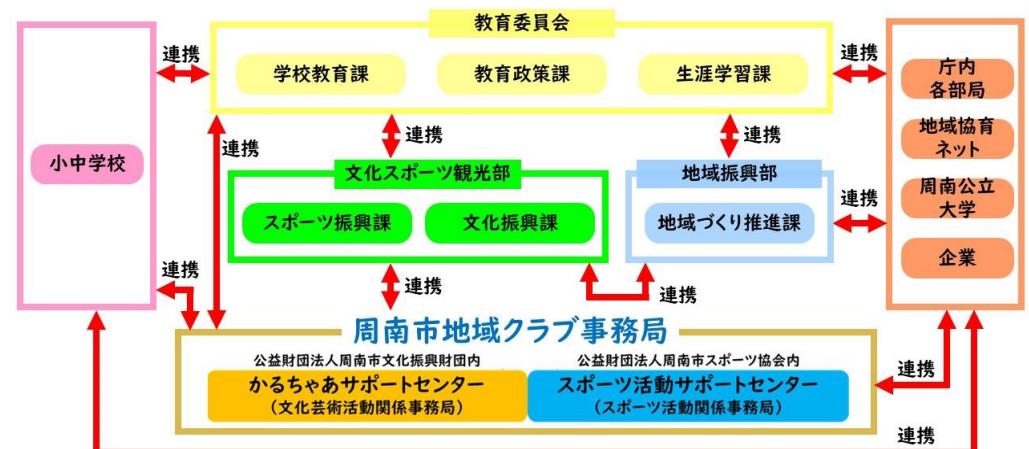 教育委員会
連携
学校教育課
教育政策課
生涯学習課
連携
庁内
各部局
小中学校
連携
連携
連携
地域協育
ネット
文化スポーツ観光部
地域振興部
周南公立
大学
スポーツ振興課
文化振興課
地域づくり推進課
連携
企業
連携
連携
連携
周南市地域クラブ事務局
公益財団法人周南市文化振興財団内
公益財団法人周南市スポーツ協会内
かるちゃあサポートセンター
(文化芸術活動関係事務局)
スポーツ活動サポートセンター
(スポーツ活動関係事務局)
連携
連携